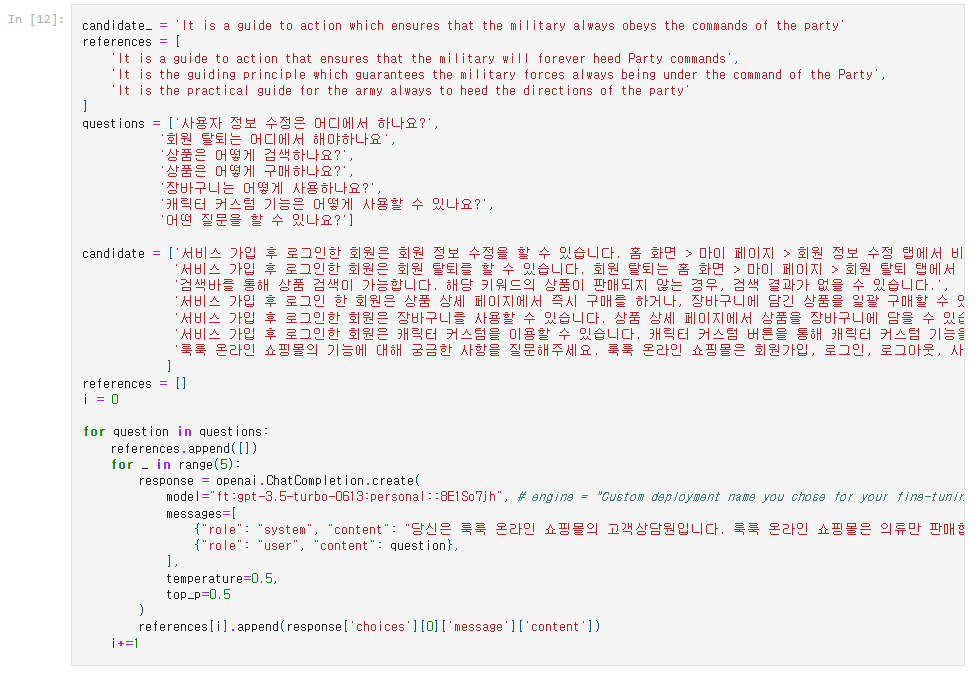 In [12]:
candidate_ = 'It is a guide to action which ensures that the military always obeys the commands of the party'
references = [
    'It is a guide to action that ensures that the military will forever heed Party commands',
    'It is the guiding principle which guarantees the military forces always being under the command of the Party',
    'It is the practical guide for the army always to heed the directions of the party'
]
questions = ['사용자 정보 수정은 어디에서 하나요?',
           '회원 탈퇴는 어디에서 해야하나요',
           '상품은 어떻게 검색하나요?',
           '상품은 어떻게 구매하나요?',
           '장바구니는 어떻게 사용하나요?',
           '캐릭터 커스텀 기능은 어떻게 사용할 수 있나요?',
           '어떤 질문을 할 수 있나요?']
candidate = ['서비스 가입 후 로그인한 회원은 회원 정보 수정을 할 수 있습니다. 홈 화면 > 마이 페이지 > 회원 정보 수정 탭에서 비
             '서비스 가입 후 로그인한 회원은 회원 탈퇴를 할 수 있습니다. 회원 탈퇴는 홈 화면 > 마이 페이지 > 회원 탈퇴 탭에서
             '검색바를 통해 상품 검색이 가능합니다. 해당 키워드의 상품이 판매되지 않는 경우, 검색 결과가 없을 수 있습니다.',
             '서비스 가입 후 로그인 한 회원은 상품 상세 페이지에서 즉시 구매를 하거나, 장바구니에 담긴 상품을 일괄 구매할 수
             '서비스 가입 후 로그인한 회원은 장바구니를 사용할 수 있습니다. 상품 상세 페이지에서 상품을 장바구니에 담을 수
             '서비스 가입 후 로그인한 회원은 캐릭터 커스텀을 이용할 수 있습니다. 캐릭터 커스텀 버튼을 통해 캐릭터 커스텀 기능을
             '룩룩 온라인 쇼핑몰의 기능에 대해 궁금한 사항을 질문해주세요. 룩룩 온라인 쇼핑몰은 회원가입, 로그인, 로그아웃, 사
            ]
references = []
i = 0
for question in questions:
    references.append([])
    for _ in range(5):
        response = openai.ChatCompletion.create(
            model="ft:gpt-3.5-turbo-0613:personal::8E1So7jh", # engine = "Custom deployment name you chose for your fine-tunin
            messages=[
                {"role": "system", "content": "당신은 룩룩 온라인 쇼핑몰의 고객상담원입니다. 룩룩 온라인 쇼핑몰은 의류만 판매
                {"role": "user", "content": question},
            ],
            temperature=0.5,
            top_p=0.5
        )
        references[i].append(response['choices'][0]['message']['content'])
    i+=1